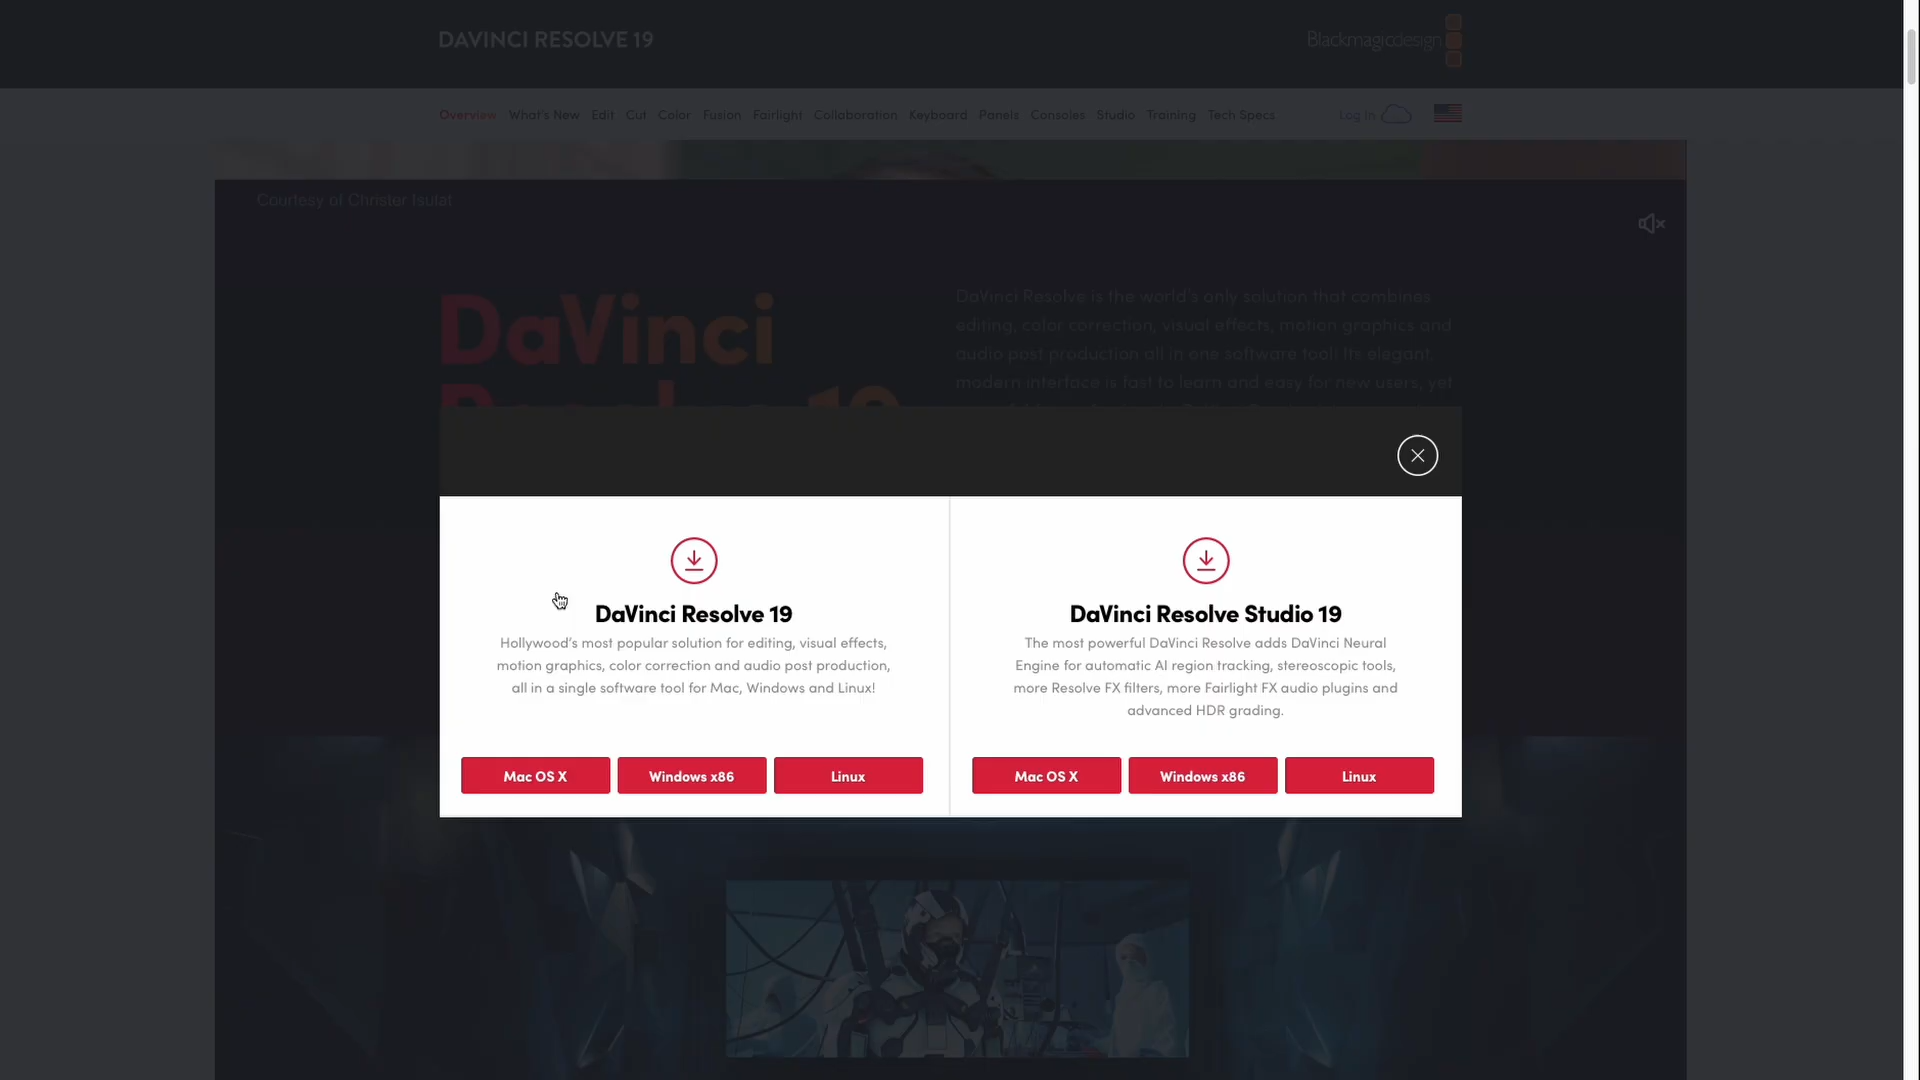 DAVINCI RESOLVE 19
Blackmagicdesign
Overview What's New Edit Cut Color Fusion Fairlight Collaboration Keyboard Panels Consoles Studio Training Tech Specs Log In
Courtesy of Christer Isulat
DaVinci
Resolve 19
DaVinci Resolve is the world's only solution that combines
editing, color correction, visual effects, motion graphics and
audio post production all in one software tool! Its elegant,
modern interface is fast to learn and easy for new users, yet
DaVinci Resolve 19
Hollywood's most popular solution for editing, visual effects,
motion graphics, color correction and audio post production,
all in a single software tool for Mac, Windows and Linux!
Mac OS X
Windows x86
Linux
DaVinci Resolve Studio 19
The most powerful DaVinci Resolve adds DaVinci Neural
Engine for automatic AI region tracking, stereoscopic tools,
more Resolve FX filters, more Fairlight FX audio plugins and
advanced HDR grading.
Mac OS X
Windows x86
Linux